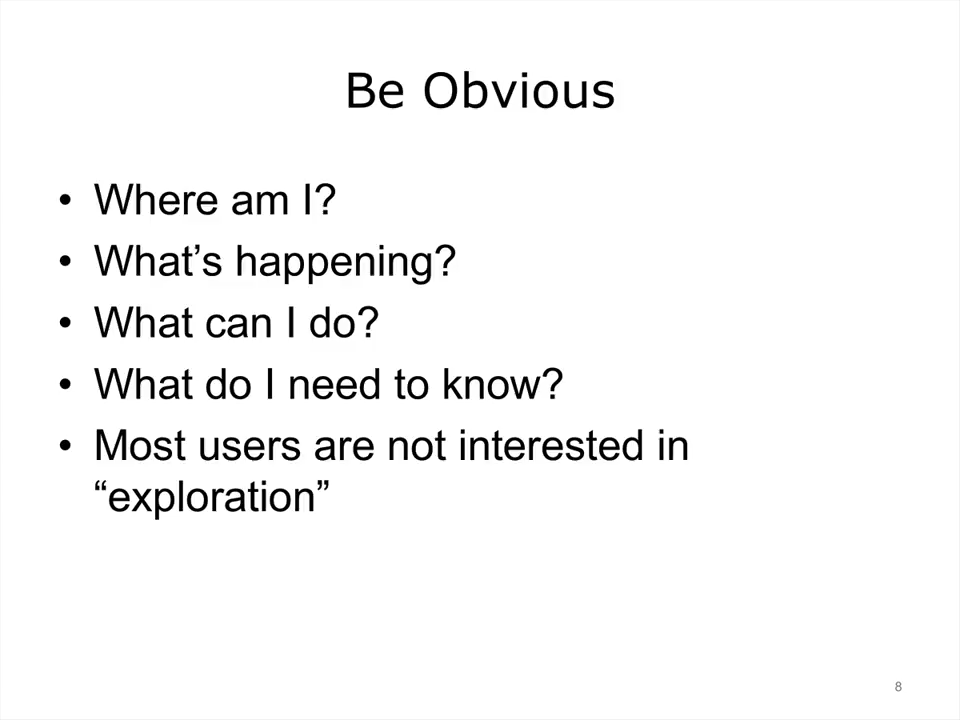 Be Obvious
• Where am I?
• What’s happening?
• What can I do?
• What do I need to know?
• Most users are not interested in
“exploration”
8